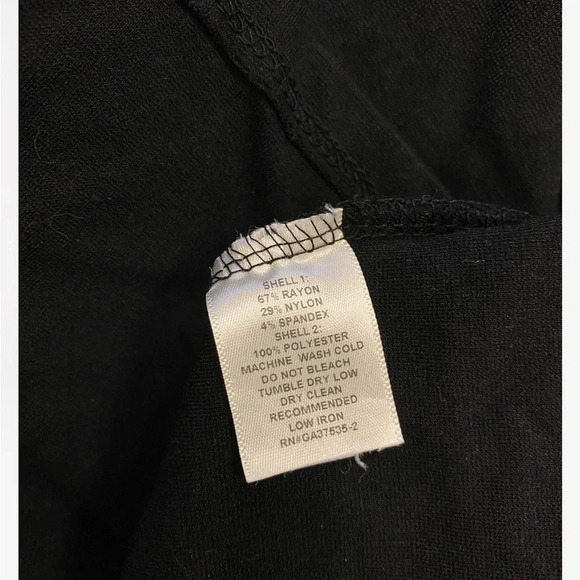 SHELL 1:
67% RAYON
29% NYLON
4% SPANDEX
SHELL 2:
100% POLYESTER
MACHINE WASH COLD
DO NOT BLEACH
TUMBLE DRY LOW
DRY CLEAN
RECOMMENDED
LOW IRON
RN#GA37535-2